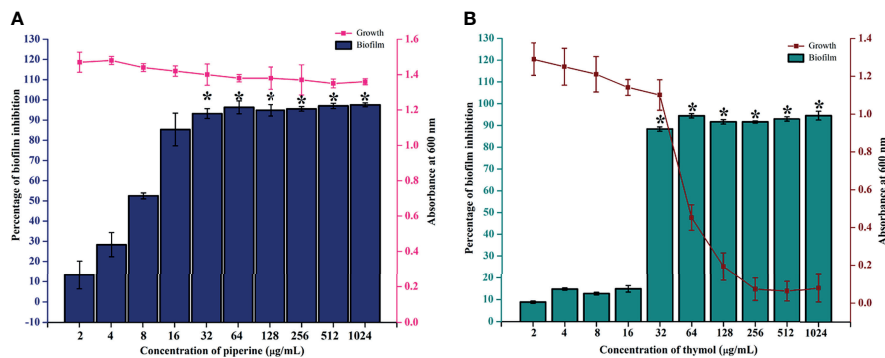 A
Growth
Biofilm
Percentage of biofilm inhibition
130
120
110
100
90
80
70
60
50
40
30
20
10
0
-10
* * * * * *
1.6
1.4
1.2
1.0
0.8
0.6
0.4
0.2
0.0
Absorbance at 600 nm
2 4 8 16 32 64 128 256 512 1024
Concentration of piperine (µg/mL)
B
Growth
Biofilm
Percentage of biofilm inhibition
130
120
110
100
90
80
70
60
50
40
30
20
10
0
* * * * * *
1.4
1.2
1.0
0.8
0.6
0.4
0.2
0.0
Absorbance at 600 nm
2 4 8 16 32 64 128 256 512 1024
Concentration of thymol (µg/mL)